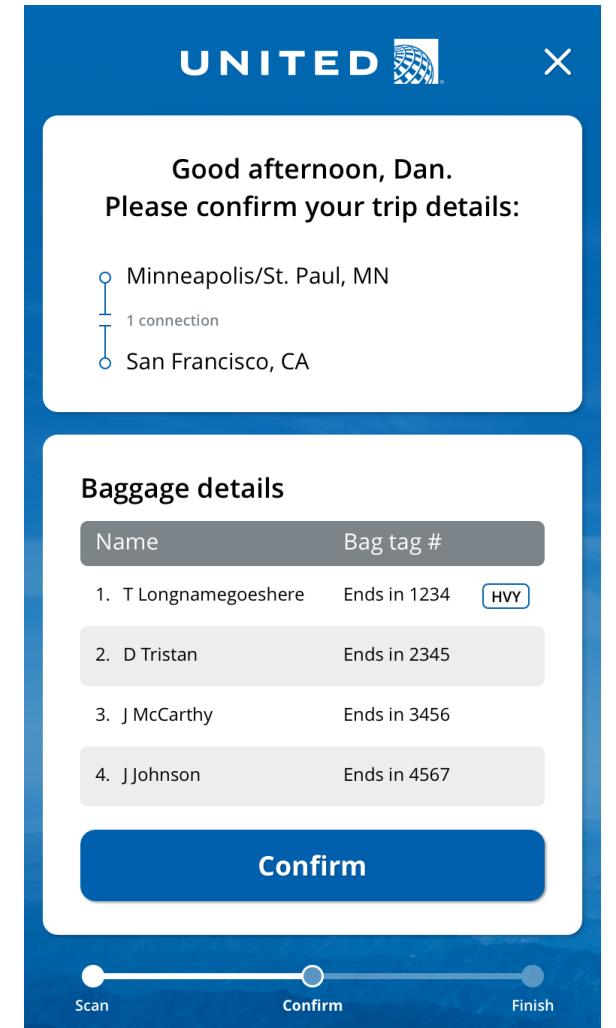 UNITED
Good afternoon, Dan.
Please confirm your trip details:
Minneapolis/St. Paul, MN
1 connection
San Francisco, CA
Baggage details
Name Bag tag #
1. T Longnamegoeshere Ends in 1234 HVY
2. D Tristan Ends in 2345
3. J McCarthy Ends in 3456
4. J Johnson Ends in 4567
Confirm
Scan Confirm Finish